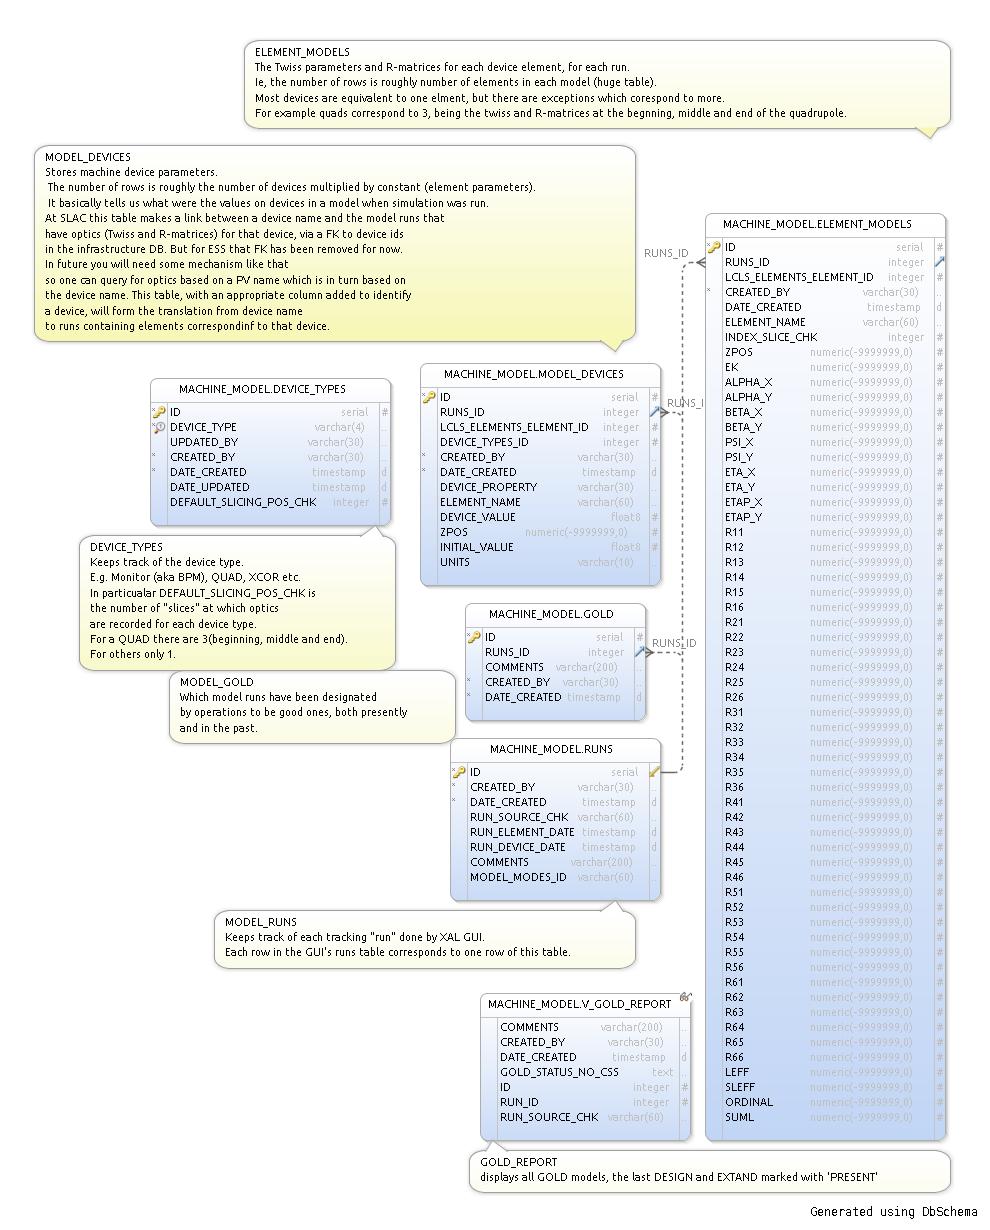 ELEMENT_MODELS
The Twiss parameters and R-matrices for each device element, for each run.
Ie, the number of rows is roughly number of elements in each model (huge table).
Most devices are equivalent to one elment, but there are exceptions which corespond to more.
For example quads correspond to 3, being the twiss and R-matrices at the begnning, middle and end of the quadrupole.
MODEL_DEVICES
Stores machine device parameters.
The number of rows is roughly the number of devices multiplied by constant (element parameters).
It basically tells us what were the values on devices in a model when simulation was run.
At SLAC this table makes a link between a device name and the model runs that
have optics (Twiss and R-matrices) for that device, via a FK to device ids
in the infrastructure DB. But for ESS that FK has been removed for now.
In future you will need some mechanism like that
so one can query for optics based on a PV name which is in turn based on
the device name. This table, with an appropriate column added to identify
a device, will form the translation from device name
to runs containing elements correspondinf to that device.
MACHINE_MODEL.ELEMENT_MODELS
ID serial #
RUNS_ID integer
LCLS_ELEMENTS_ELEMENT_ID integer #
CREATED_BY varchar(30) ..
DATE_CREATED timestamp d
ELEMENT_NAME varchar(60) ..
INDEX_SLICE_CHK integer #
ZPOS numeric(-9999999,0) #
EK numeric(-9999999,0) #
ALPHA_X numeric(-9999999,0) #
ALPHA_Y numeric(-9999999,0) #
BETA_X numeric(-9999999,0) #
BETA_Y numeric(-9999999,0) #
PSI_X numeric(-9999999,0) #
PSI_Y numeric(-9999999,0) #
ETA_X numeric(-9999999,0) #
ETA_Y numeric(-9999999,0) #
ETAP_X numeric(-9999999,0) #
ETAP_Y numeric(-9999999,0) #
R11 numeric(-9999999,0) #
R12 numeric(-9999999,0) #
R13 numeric(-9999999,0) #
R14 numeric(-9999999,0) #
R15 numeric(-9999999,0) #
R16 numeric(-9999999,0) #
R21 numeric(-9999999,0) #
R22 numeric(-9999999,0) #
R23 numeric(-9999999,0) #
R24 numeric(-9999999,0) #
R25 numeric(-9999999,0) #
R26 numeric(-9999999,0) #
R31 numeric(-9999999,0) #
R32 numeric(-9999999,0) #
R33 numeric(-9999999,0) #
R34 numeric(-9999999,0) #
R35 numeric(-9999999,0) #
R36 numeric(-9999999,0) #
R41 numeric(-9999999,0) #
R42 numeric(-9999999,0) #
R43 numeric(-9999999,0) #
R44 numeric(-9999999,0) #
R45 numeric(-9999999,0) #
R46 numeric(-9999999,0) #
R51 numeric(-9999999,0) #
R52 numeric(-9999999,0) #
R53 numeric(-9999999,0) #
R54 numeric(-9999999,0) #
R55 numeric(-9999999,0) #
R56 numeric(-9999999,0) #
R61 numeric(-9999999,0) #
R62 numeric(-9999999,0) #
R63 numeric(-9999999,0) #
R64 numeric(-9999999,0) #
R65 numeric(-9999999,0) #
R66 numeric(-9999999,0) #
LEFF numeric(-9999999,0) #
SLEFF numeric(-9999999,0) #
ORDINAL numeric(-9999999,0) #
SUML numeric(-9999999,0) #
RUNS_ID
MACHINE_MODEL.DEVICE_TYPES
ID serial #
DEVICE_TYPE varchar(4) ..
UPDATED_BY varchar(30) ..
CREATED_BY varchar(30) ..
DATE_CREATED timestamp d
DATE_UPDATED timestamp d
DEFAULT_SLICING_POS_CHK integer #
MACHINE_MODEL.MODEL_DEVICES
ID serial #
RUNS_ID integer
LCLS_ELEMENTS_ELEMENT_ID integer #
DEVICE_TYPES_ID integer #
CREATED_BY varchar(30) ..
DATE_CREATED timestamp d
DEVICE_PROPERTY varchar(30) ..
ELEMENT_NAME varchar(60) ..
DEVICE_VALUE float8 #
ZPOS numeric(-9999999,0) #
INITIAL_VALUE float8 #
UNITS varchar(10) ..
RUNS_I
DEVICE_TYPES
Keeps track of the device type.
E.g. Monitor (aka BPM), QUAD, XCOR etc.
In particualar DEFAULT_SLICING_POS_CHK is
the number of "slices" at which optics
are recorded for each device type.
For a QUAD there are 3(beginning, middle and end).
For others only 1.
MACHINE_MODEL.GOLD
ID serial #
RUNS_ID integer
COMMENTS varchar(200) ..
CREATED_BY varchar(30) ..
DATE_CREATED timestamp d
RUNS_ID
MODEL_GOLD
Which model runs have been designated
by operations to be good ones, both presently
and in the past.
MACHINE_MODEL.RUNS
ID serial
CREATED_BY varchar(30) ..
DATE_CREATED timestamp d
RUN_SOURCE_CHK varchar(60) ..
RUN_ELEMENT_DATE timestamp d
RUN_DEVICE_DATE timestamp d
COMMENTS varchar(200) ..
MODEL_MODES_ID varchar(60) ..
MODEL_RUNS
Keeps track of each tracking "run" done by XAL GUI.
Each row in the GUI's runs table corresponds to one row of this table.
MACHINE_MODEL.V_GOLD_REPORT
COMMENTS varchar(200) ..
CREATED_BY varchar(30) ..
DATE_CREATED timestamp d
GOLD_STATUS_NO_CSS text ..
ID integer #
RUN_ID integer #
RUN_SOURCE_CHK varchar(60) ..
GOLD_REPORT
displays all GOLD models, the last DESIGN and EXTAND marked with 'PRESENT'
Generated using DbSchema